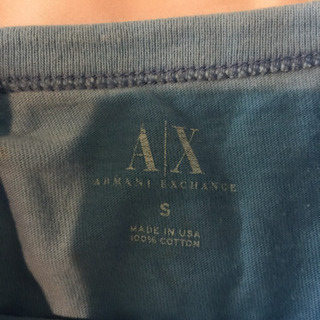 A|X
ARMANI EXCHANGE
S
MADE IN USA
100% COTTON